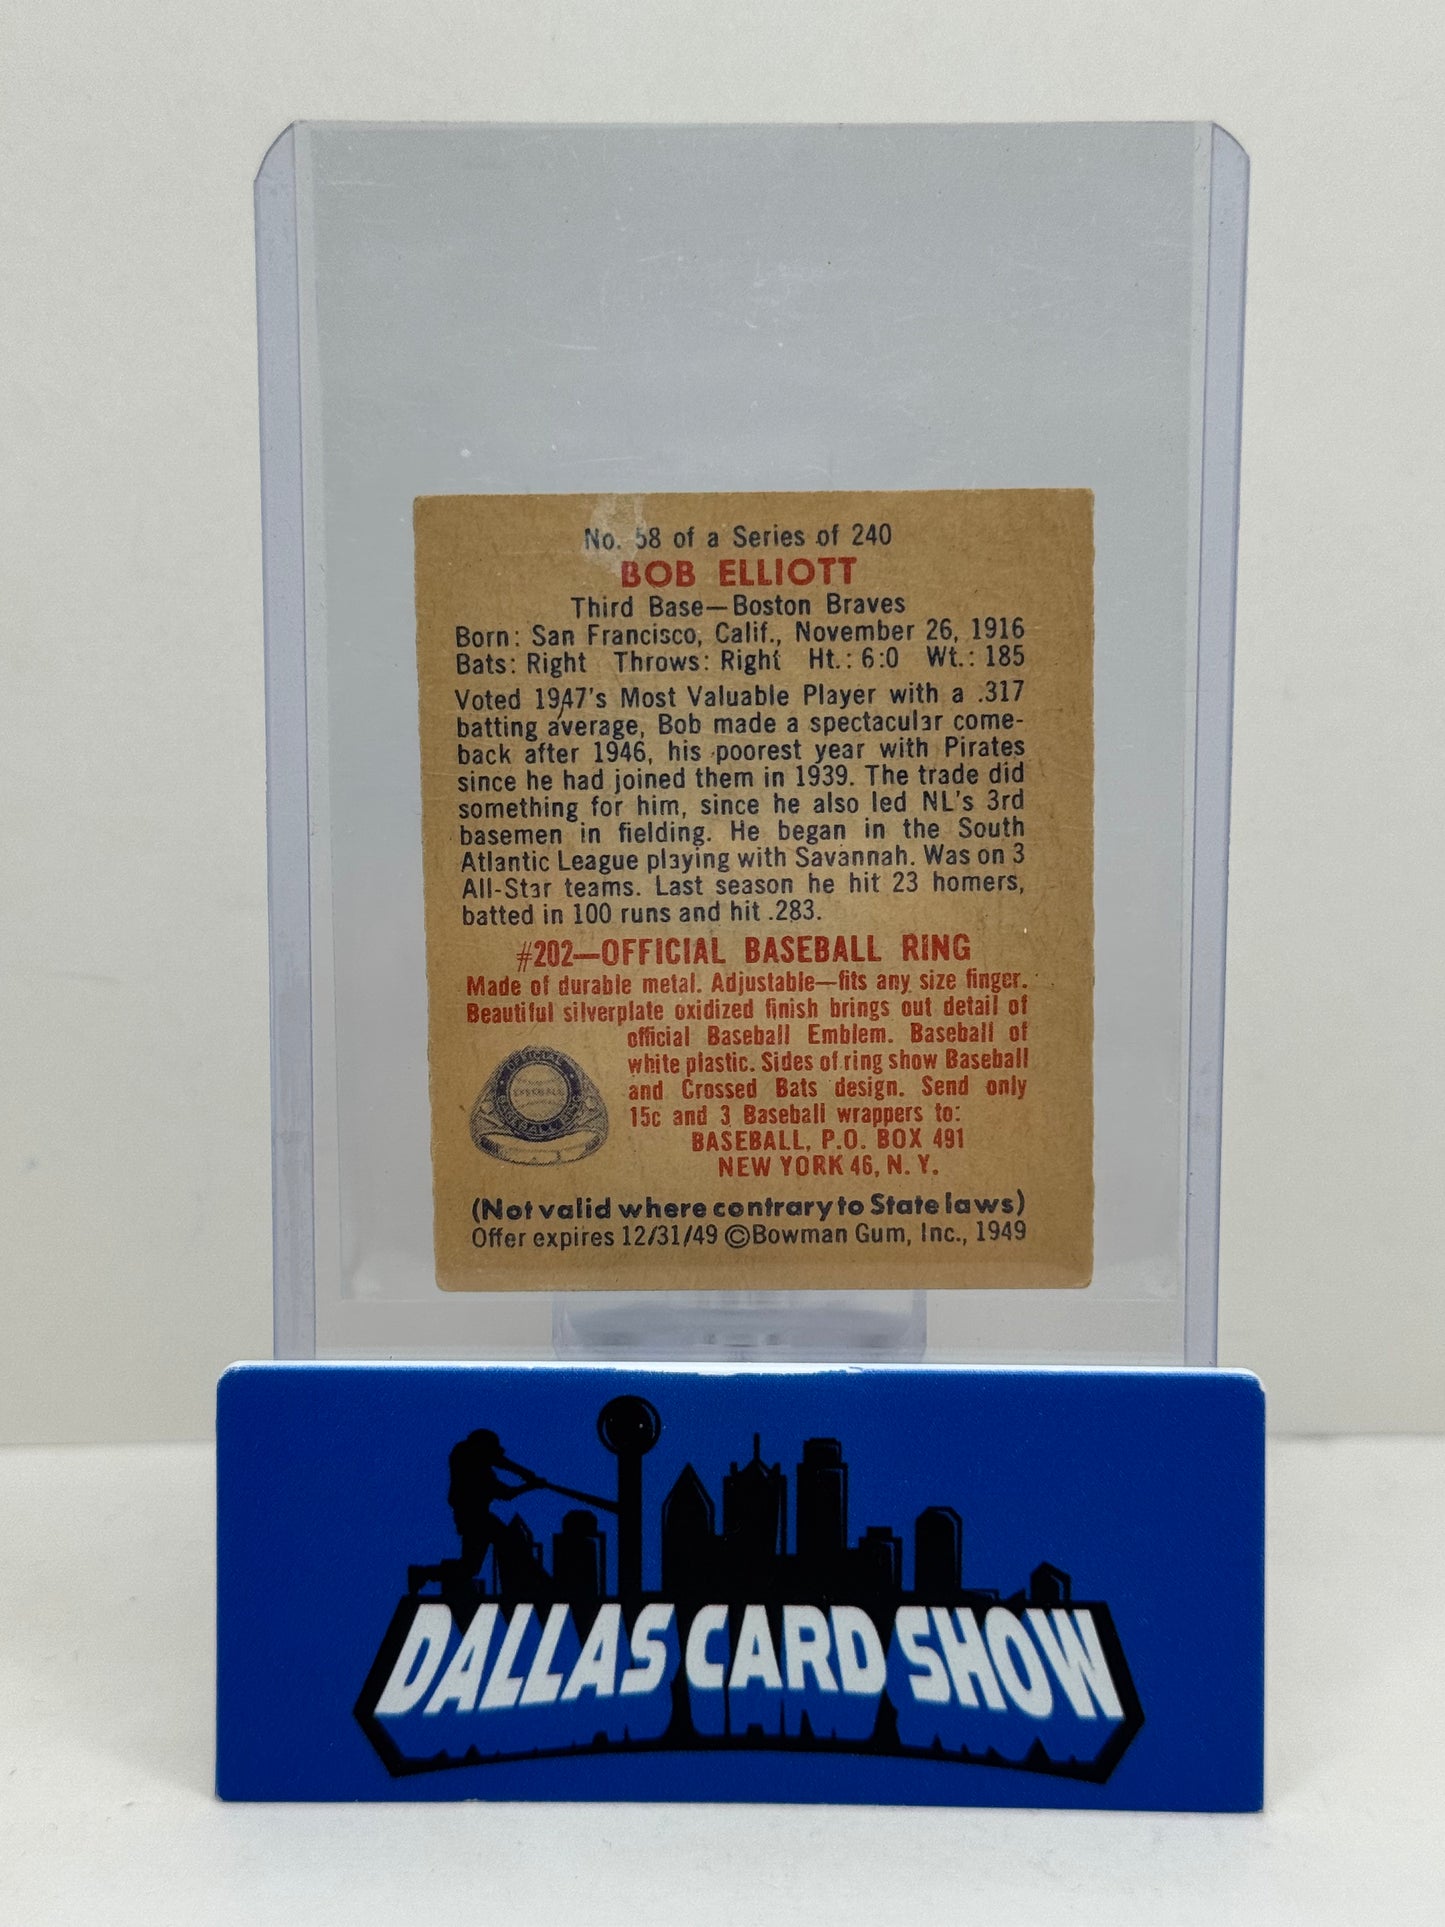 No. 58 of a Series of 240
BOB ELLIOTT
Third Base—Boston Braves
Born: San Francisco, Calif., November 26, 1916
Bats: Right Throws: Right Ht.: 6:0 Wt.: 185
Voted 1947's Most Valuable Player with a .317
batting average, Bob made a spectacular come-
back after 1946, his poorest year with Pirates
since he had joined them in 1939. The trade did
something for him, since he also led NL's 3rd
basemen in fielding. He began in the South
Atlantic League playing with Savannah. Was on 3
All-Star teams. Last season he hit 23 homers,
batted in 100 runs and hit .283.
#202—OFFICIAL BASEBALL RING
Made of durable metal. Adjustable—fits any size finger.
Beautiful silverplate oxidized finish brings out detail of
official Baseball Emblem. Baseball of
white plastic. Sides of ring show Baseball
and Crossed Bats design. Send only
15c and 3 Baseball wrappers to:
BASEBALL, P.O. BOX 491
NEW YORK 46, N. Y.
OFFICIAL
BASEBALL RING
(Not valid where contrary to State laws)
Offer expires 12/31/49 ©Bowman Gum, Inc., 1949
DALLAS CARD SHOW